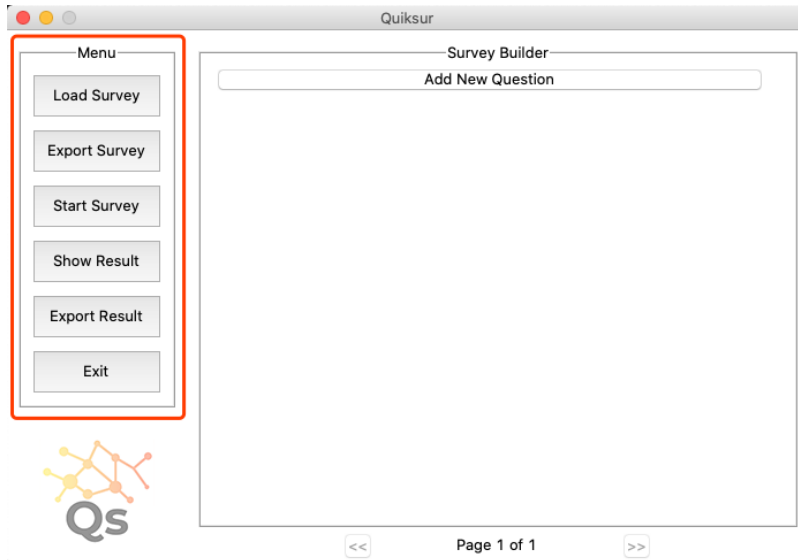 Quiksur
Menu
Load Survey
Export Survey
Start Survey
Show Result
Export Result
Exit
Qs
Survey Builder
Add New Question
<< Page 1 of 1 >>